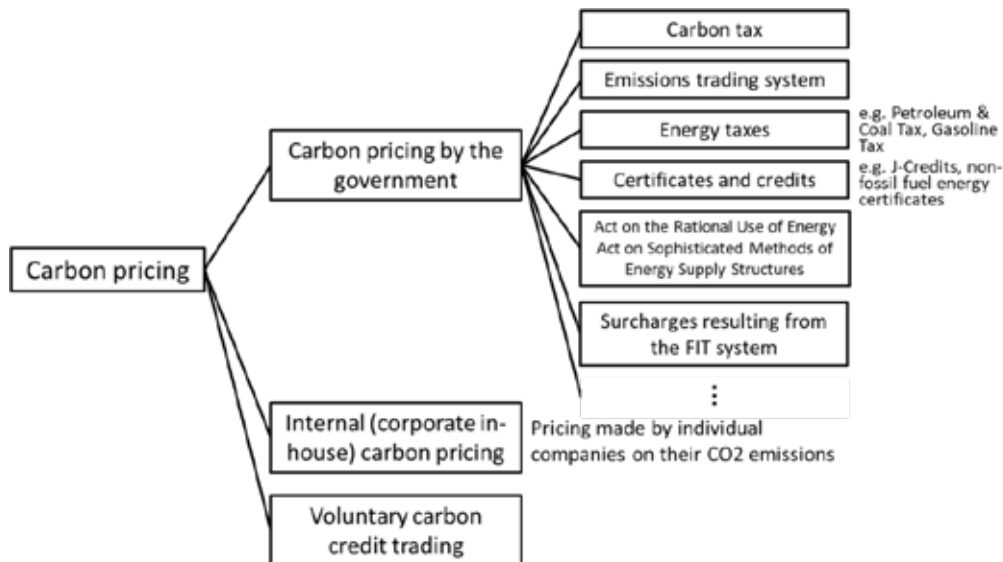 Carbon tax
Emissions trading system
Energy taxes
e.g. Petroleum &
Coal Tax, Gasoline
Tax
Carbon pricing by the
government
Certificates and credits
e.g. J-Credits, non-
fossil fuel energy
certificates
Act on the Rational Use of Energy
Act on Sophisticated Methods of
Energy Supply Structures
Carbon pricing
Surcharges resulting from
the FIT system
⋮
Internal (corporate in-
house) carbon pricing
Pricing made by individual
companies on their CO2 emissions
Voluntary carbon
credit trading